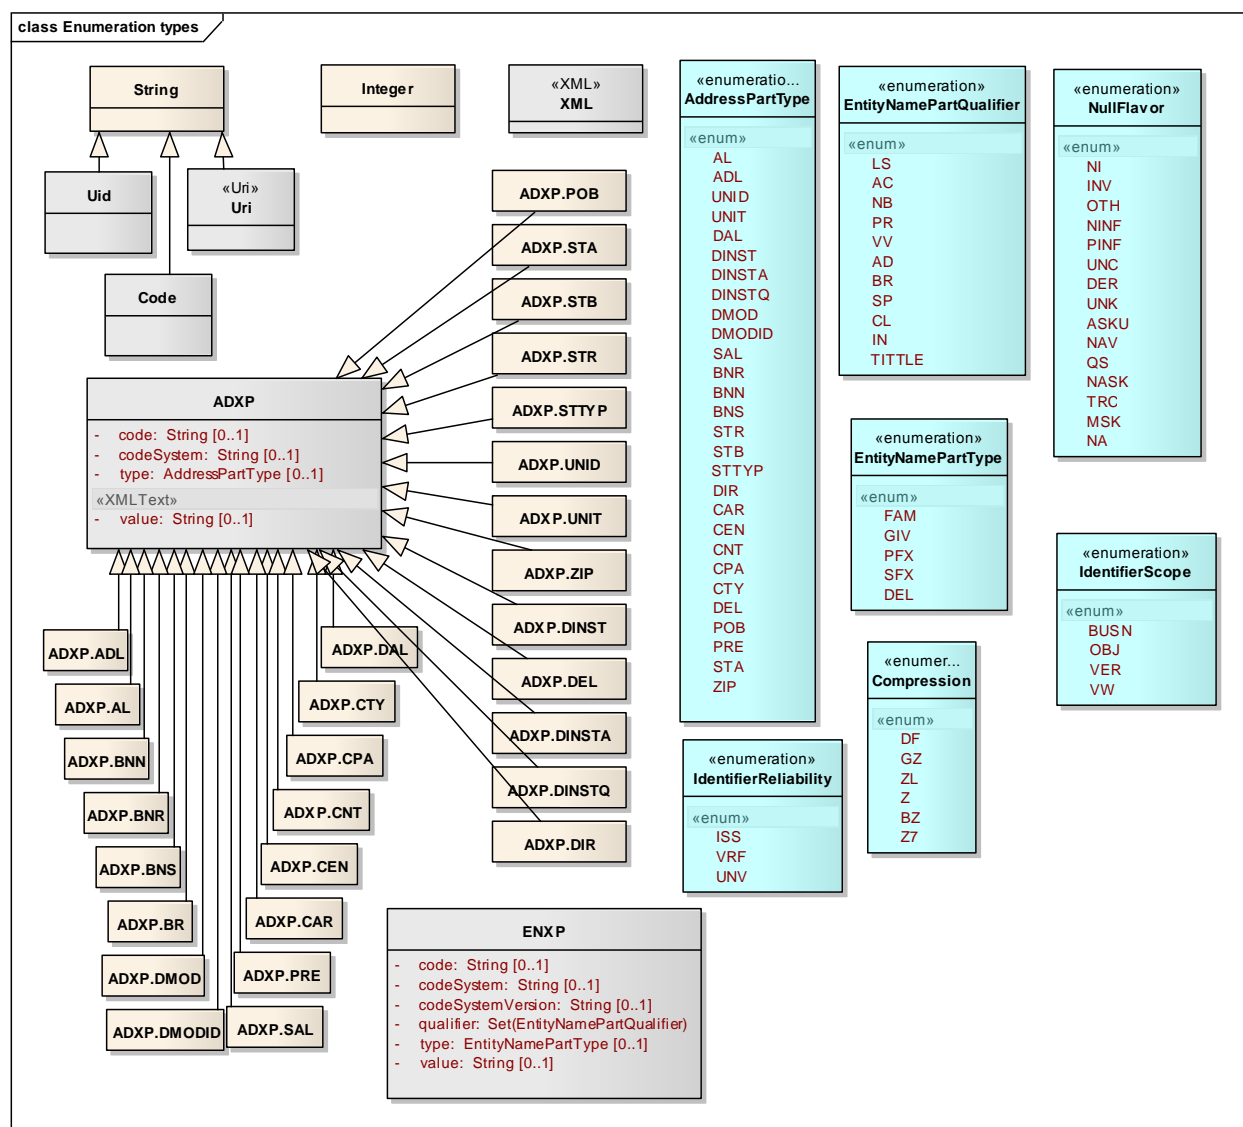 class Enumeration types
String
Integer
«XML»
XML
Uid
«Uri»
Uri
Code
ADXP
- code: String [0..1]
- codeSystem: String [0..1]
- type: AddressPartType [0..1]
«XMLText»
- value: String [0..1]
ADXP.POB
ADXP.STA
ADXP.STB
ADXP.STR
ADXP.STTYP
ADXP.UNID
ADXP.UNIT
ADXP.ZIP
ADXP.DINST
ADXP.DEL
ADXP.DINSTA
ADXP.DINSTQ
ADXP.DIR
ADXP.ADL
ADXP.AL
ADXP.BNN
ADXP.BNR
ADXP.BNS
ADXP.BR
ADXP.DMOD
ADXP.DMODID
ADXP.DAL
ADXP.CTY
ADXP.CPA
ADXP.CNT
ADXP.CEN
ADXP.CAR
ADXP.PRE
ADXP.SAL
ENXP
- code: String [0..1]
- codeSystem: String [0..1]
- codeSystemVersion: String [0..1]
- qualifier: Set(EntityNamePartQualifier)
- type: EntityNamePartType [0..1]
- value: String [0..1]
«enumeratio...
AddressPartType
«enum»
AL
ADL
UNID
UNIT
DAL
DINST
DINSTA
DINSTQ
DMOD
DMODID
SAL
BNR
BNN
BNS
STR
STB
STTYP
DIR
CAR
CEN
CNT
CPA
CTY
DEL
POB
PRE
STA
ZIP
«enumeration»
IdentifierReliability
«enum»
ISS
VRF
UNV
«enumeration»
EntityNamePartQualifier
«enum»
LS
AC
NB
PR
VV
AD
BR
SP
CL
IN
TITTLE
«enumeration»
EntityNamePartType
«enum»
FAM
GIV
PFX
SFX
DEL
«enumer...
Compression
«enum»
DF
GZ
ZL
Z
BZ
Z7
«enumeration»
NullFlavor
«enum»
NI
INV
OTH
NINF
PINF
UNC
DER
UNK
ASKU
NAV
QS
NASK
TRC
MSK
NA
«enumeration»
IdentifierScope
«enum»
BUSN
OBJ
VER
VW